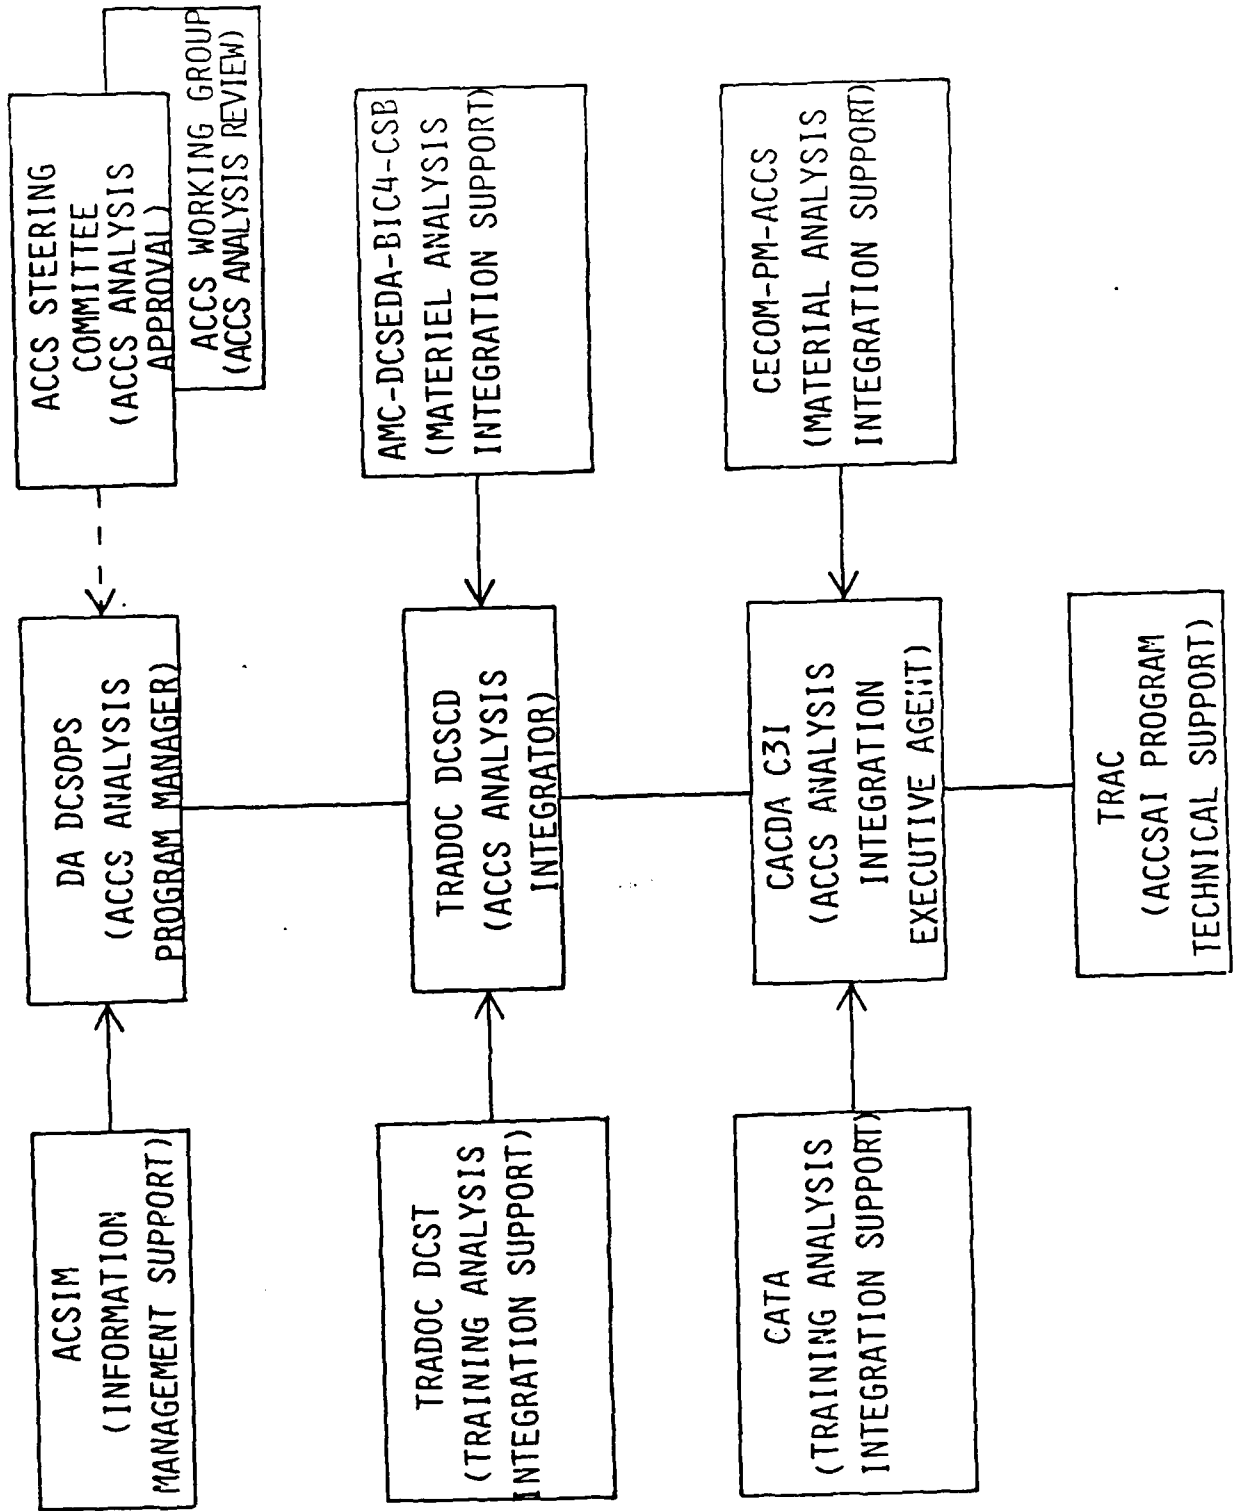 ACSIM
(INFORMATION
MANAGEMENT SUPPORT)
DA DCSOPS
(ACCS ANALYSIS
PROGRAM MANAGER)
ACCS STEERING
COMMITTEE
(ACCS ANALYSIS
APPROVAL)
ACCS WORKING GROUP
(ACCS ANALYSIS REVIEW)
TRADOC DCST
(TRAINING ANALYSIS
INTEGRATION SUPPORT)
TRADOC DCSCD
(ACCS ANALYSIS
INTEGRATOR)
AMC-DCSEDA-BIC4-CSB
(MATERIEL ANALYSIS
INTEGRATION SUPPORT)
CATA
(TRAINING ANALYSIS
INTEGRATION SUPPORT)
CACDA C3I
(ACCS ANALYSIS
INTEGRATION
EXECUTIVE AGENT)
CECOM-PM-ACCS
(MATERIAL ANALYSIS
INTEGRATION SUPPORT)
TRAC
(ACCSAI PROGRAM
TECHNICAL SUPPORT)